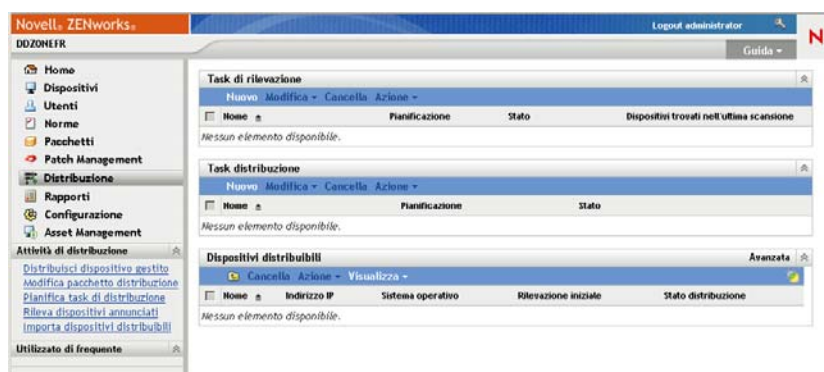 Novell® ZENworks®
Logout administrator
N
DDZONEFR
Guida
Home
Dispositivi
Utenti
Norme
Pacchetti
Patch Management
Distribuzione
Rapporti
Configurazione
Asset Management
Attività di distribuzione
Distribuisci dispositivo gestito
Modifica pacchetto distribuzione
Pianifica task di distribuzione
Rileva dispositivi annunciati
Importa dispositivi distribuibili
Utilizzato di frequente
Task di rilevazione
Nuovo Modifica Cancella Azione
Nome Pianificazione Stato Dispositivi trovati nell'ultima scansione
Nessun elemento disponibile.
Task distribuzione
Nuovo Modifica Cancella Azione
Nome Pianificazione Stato
Nessun elemento disponibile.
Dispositivi distribuibili Avanzata
Cancella Azione Visualizza
Nome Indirizzo IP Sistema operativo Rilevazione iniziale Stato distribuzione
Nessun elemento disponibile.